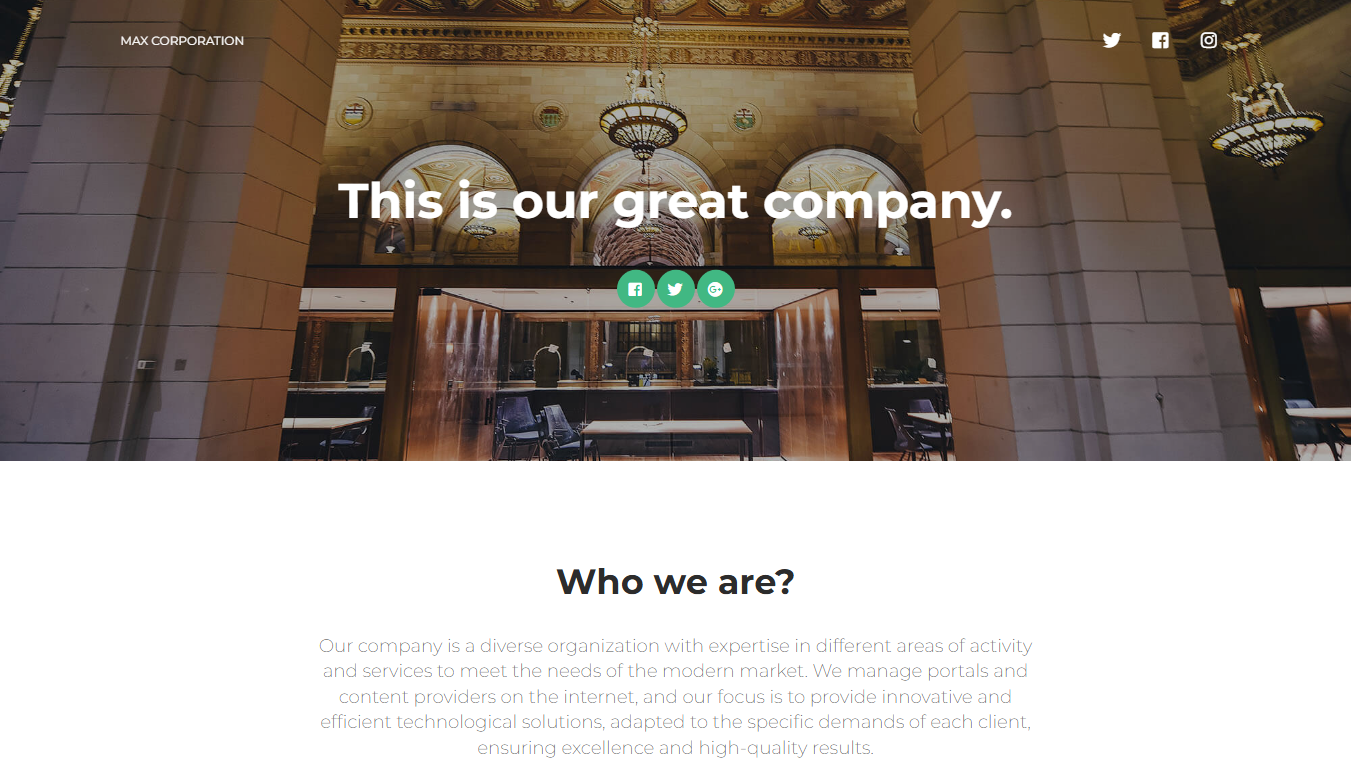 MAX CORPORATION
This is our great company.
Who we are?
Our company is a diverse organization with expertise in different areas of activity
and services to meet the needs of the modern market. We manage portals and
content providers on the internet, and our focus is to provide innovative and
efficient technological solutions, adapted to the specific demands of each client,
ensuring excellence and high-quality results.